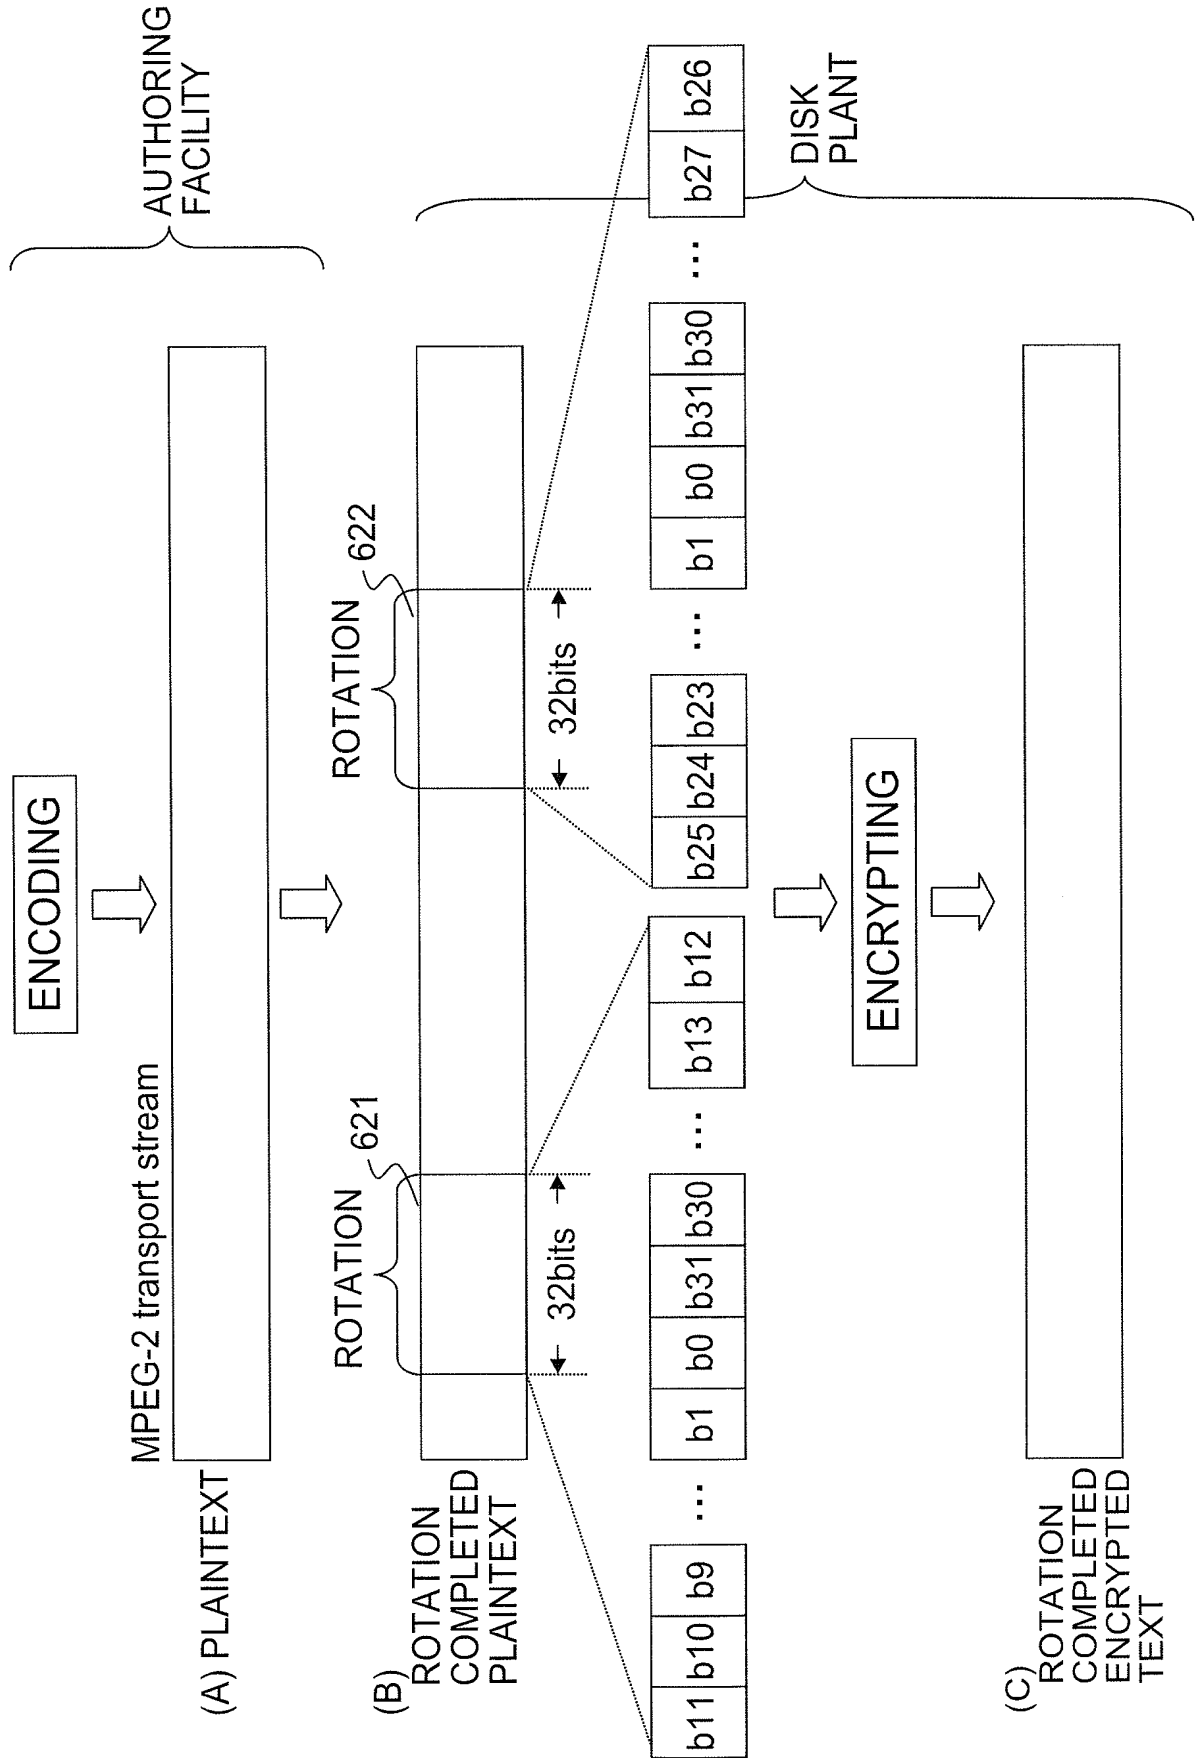 ENCODING
AUTHORING
FACILITY
MPEG-2 transport stream
(A) PLAINTEXT
(B)
ROTATION
COMPLETED
PLAINTEXT
ROTATION
621
ROTATION
622
32bits
32bits
b11 b10 b9 ... b1 b0 b31 b30 ... b13 b12
b25 b24 b23 ... b1 b0 b31 b30 ... b27 b26
DISK
PLANT
ENCRYPTING
(C)
ROTATION
COMPLETED
ENCRYPTED
TEXT